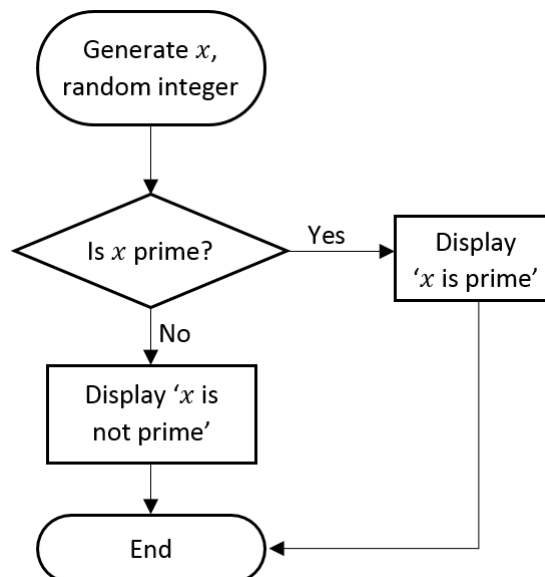 Generate x,
random integer
Is x prime?
Yes
Display
‘x is prime’
No
Display ‘x is
not prime’
End